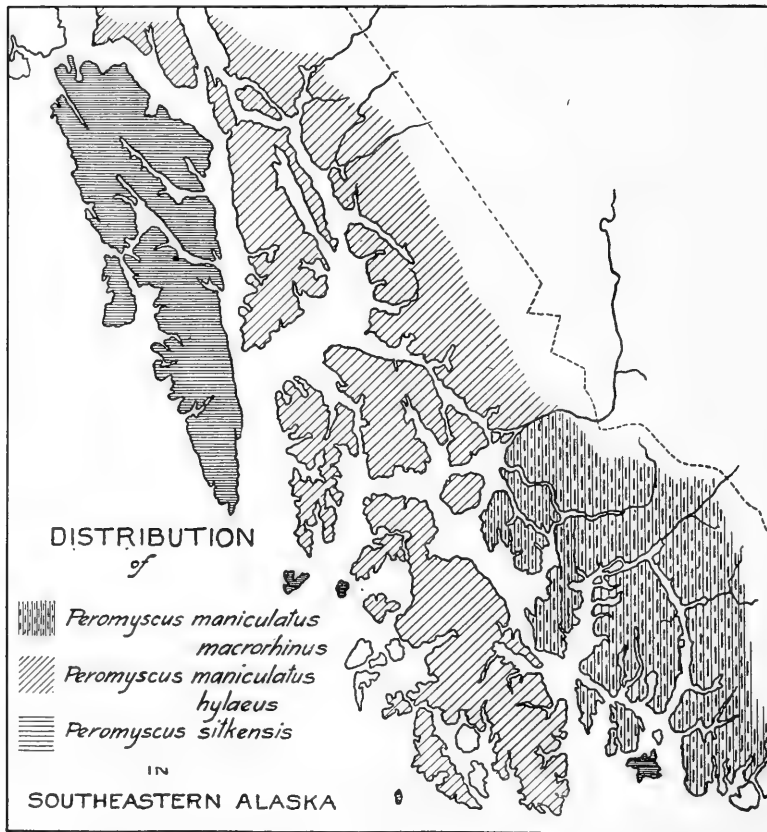 DISTRIBUTION
of
Peromyscus maniculatus
macrorhinus
Peromyscus maniculatus
hylaeus
Peromyscus sitkensis
IN
SOUTHEASTERN ALASKA